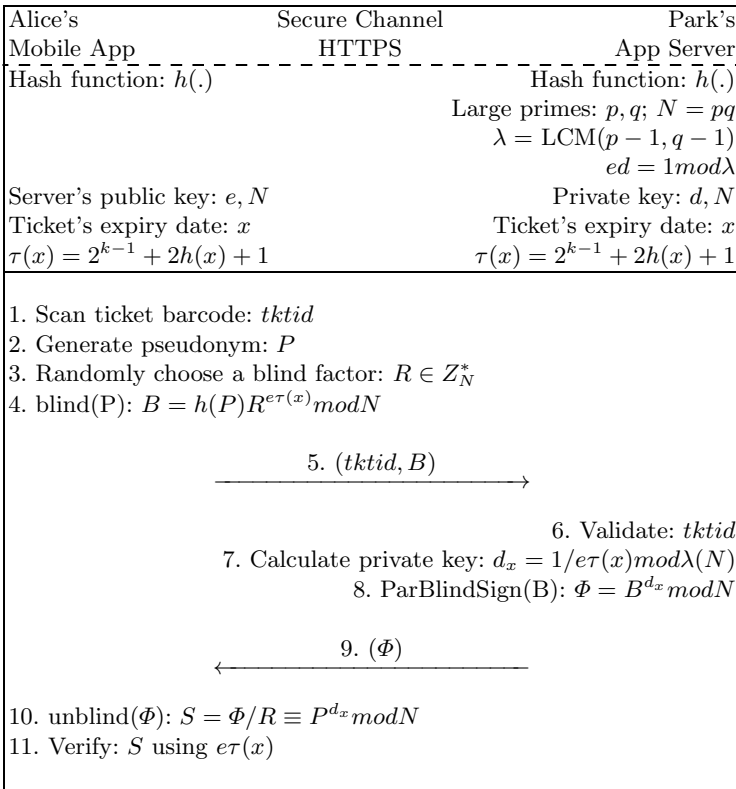 Alice's Secure Channel Park's
Mobile App HTTPS App Server
Hash function: h(.) Hash function: h(.)
Large primes: p, q; N = pq
λ = LCM(p − 1, q − 1)
ed = 1modλ
Server's public key: e, N Private key: d, N
Ticket's expiry date: x Ticket's expiry date: x
τ(x) = 2^{k−1} + 2h(x) + 1 τ(x) = 2^{k−1} + 2h(x) + 1
1. Scan ticket barcode: tktid
2. Generate pseudonym: P
3. Randomly choose a blind factor: R ∈ Z_N^*
4. blind(P): B = h(P)R^{eτ(x)}modN
5. (tktid, B)
6. Validate: tktid
7. Calculate private key: d_x = 1/eτ(x)modλ(N)
8. ParBlindSign(B): Φ = B^{d_x}modN
9. (Φ)
10. unblind(Φ): S = Φ/R ≡ P^{d_x}modN
11. Verify: S using eτ(x)